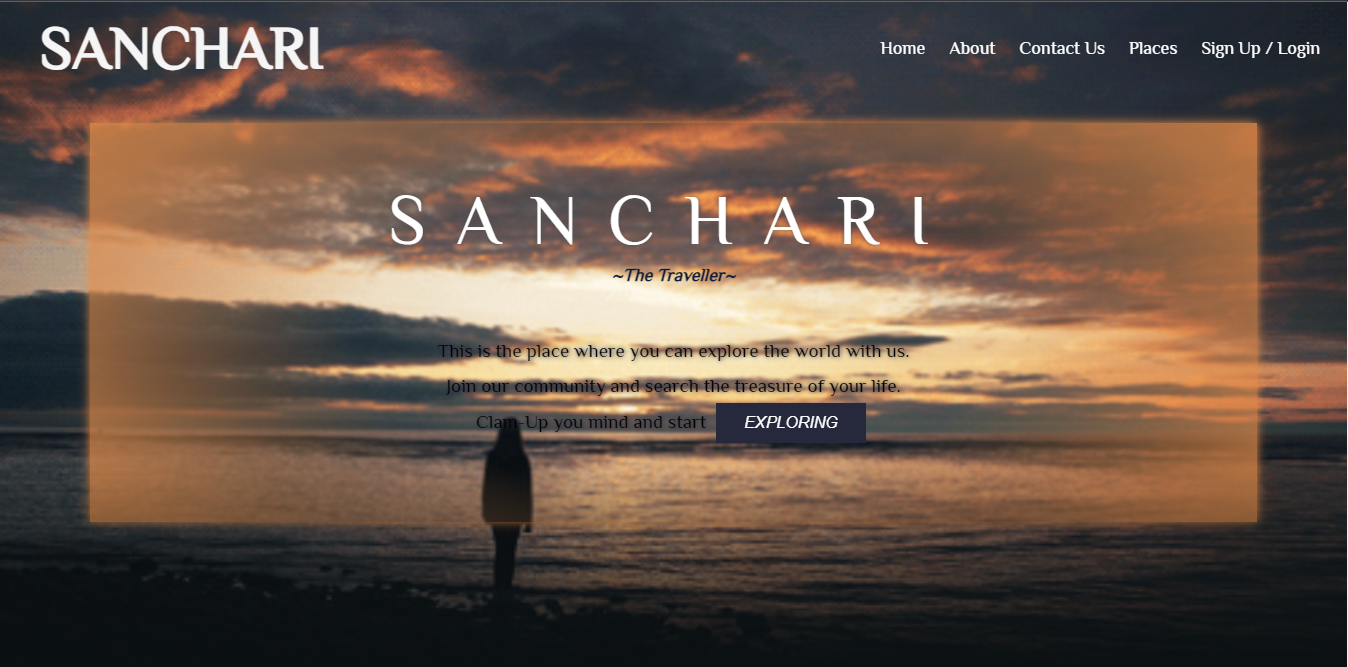 SANCHARI
Home About Contact Us Places Sign Up / Login
SANCHARI
~The Traveller~
This is the place where you can explore the world with us.
Join our community and search the treasure of your life.
Clam-Up you mind and start EXPLORING